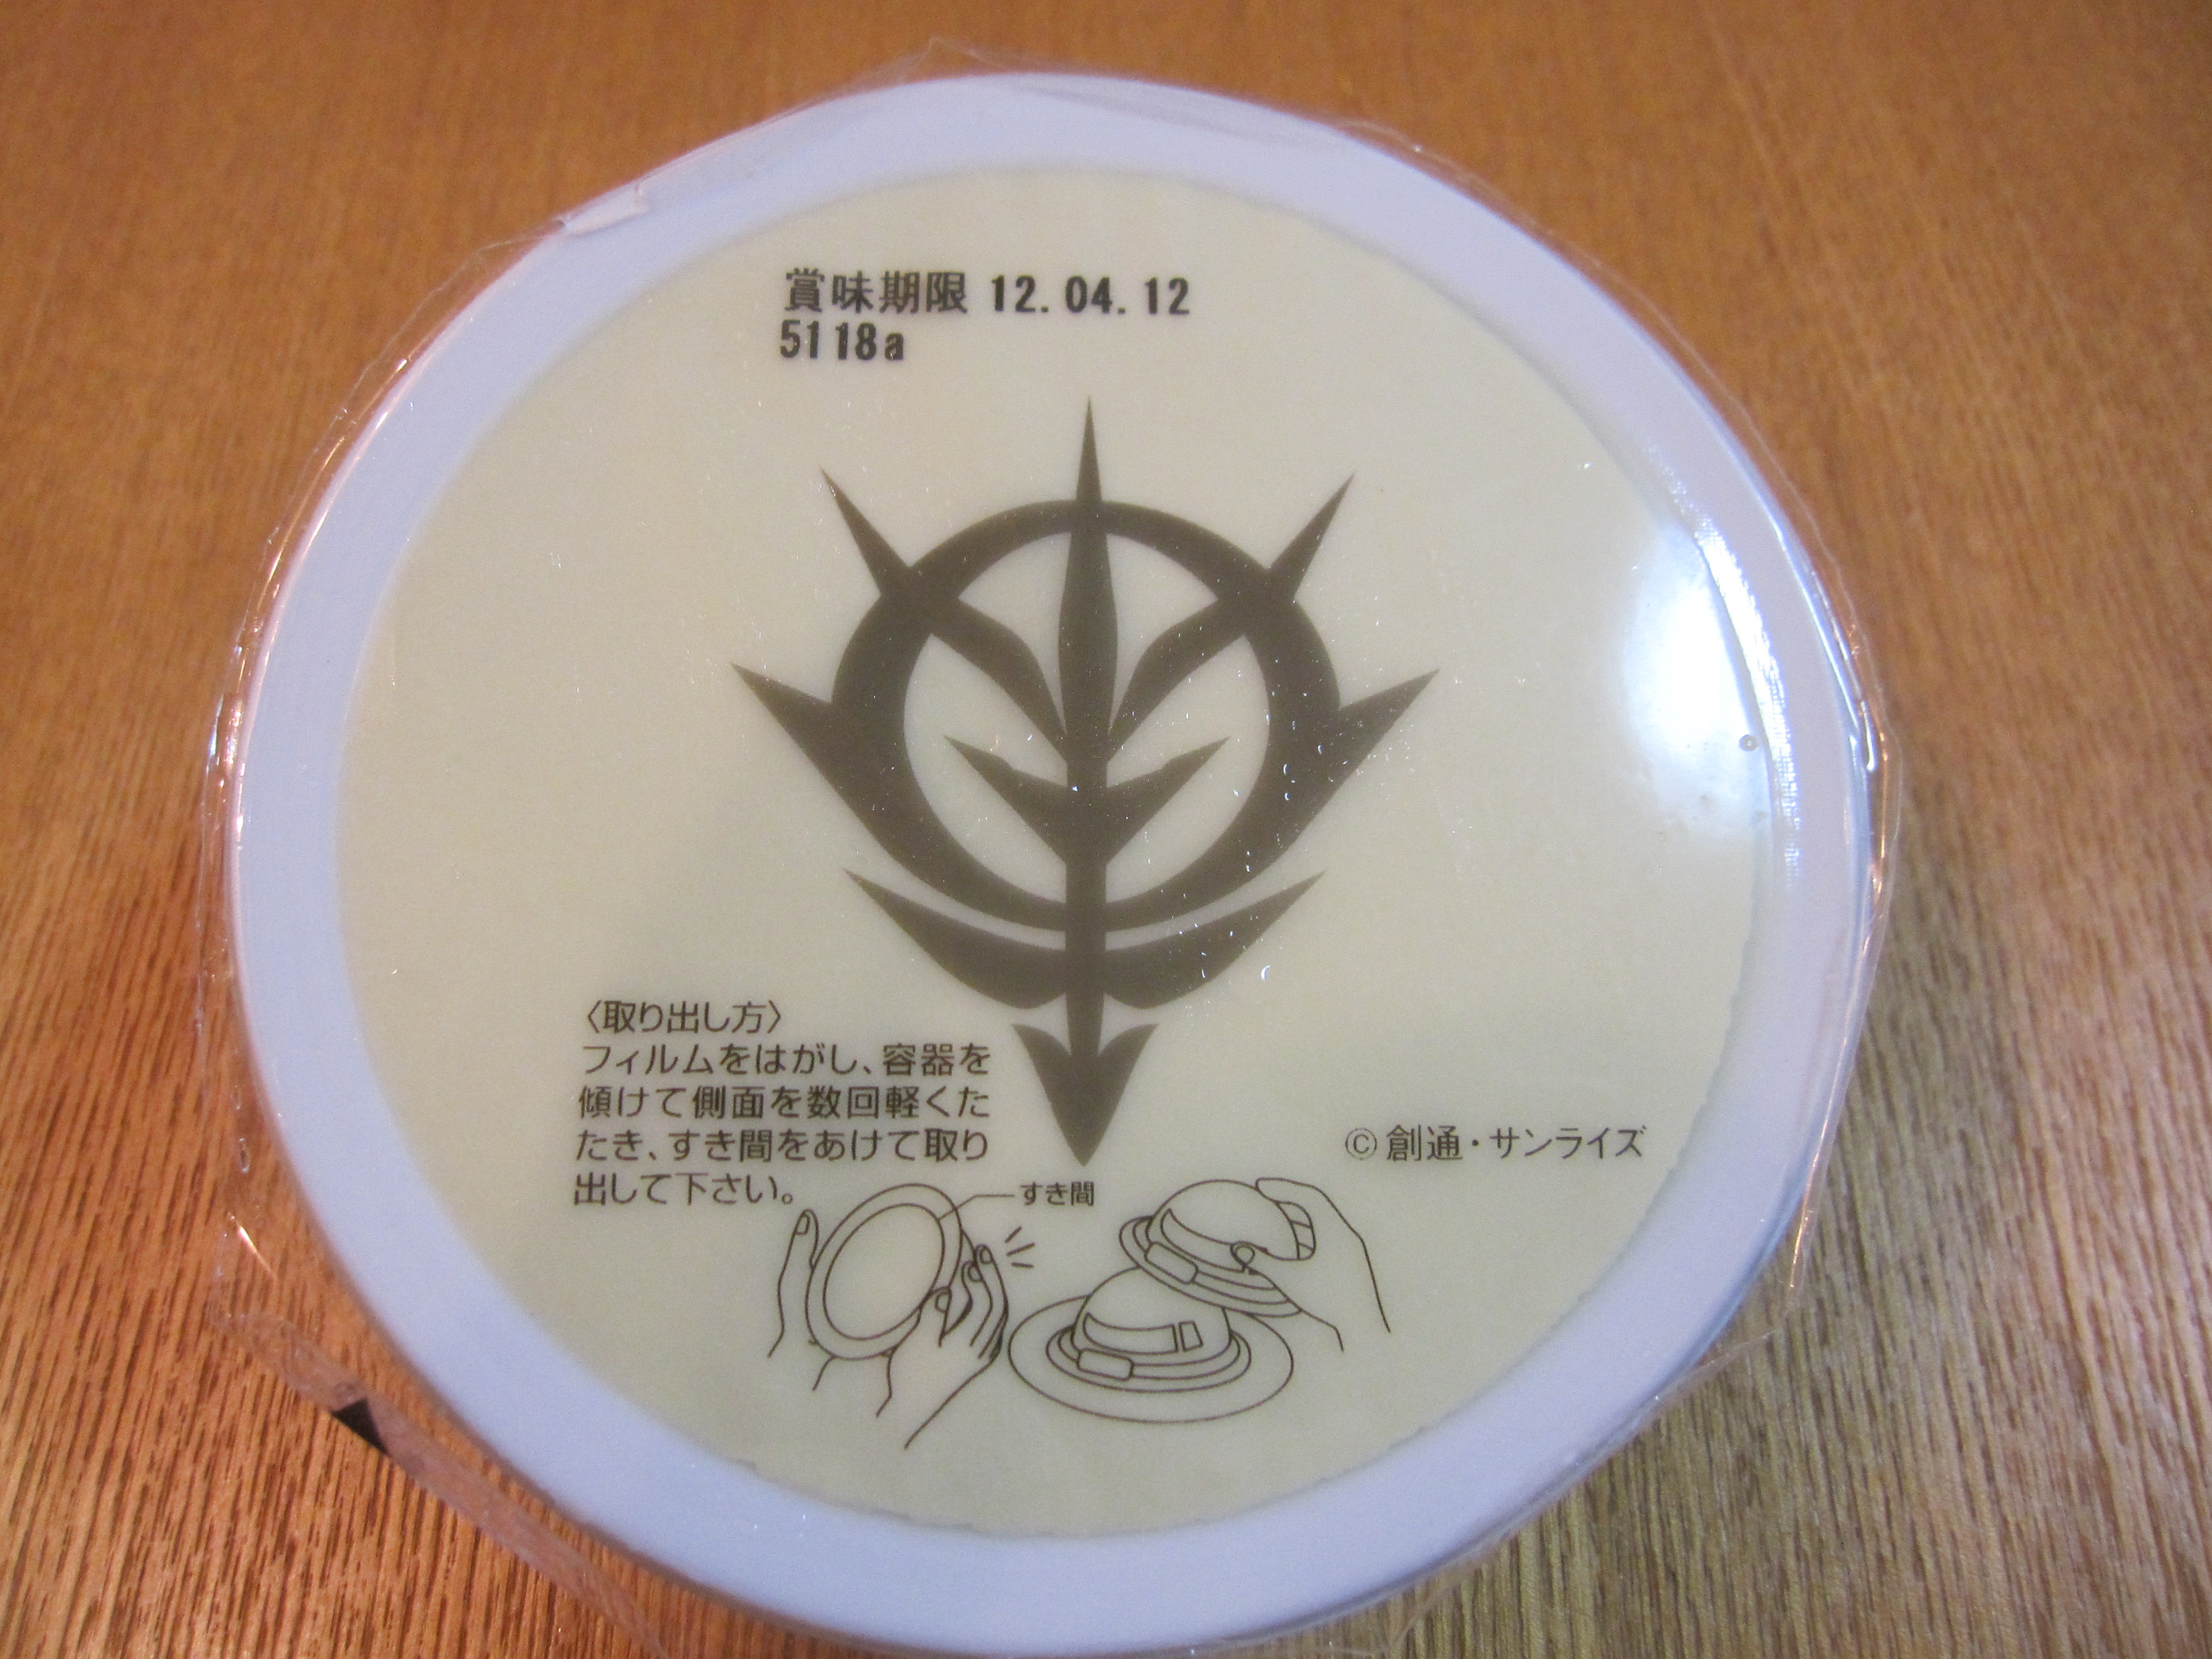 賞味期限 12.04.12
5118a
〈取り出し方〉
フィルムをはがし、容器を
傾けて側面を数回軽くた
たき、すき間をあけて取り
出して下さい。
すき間
©創通・サンライズ